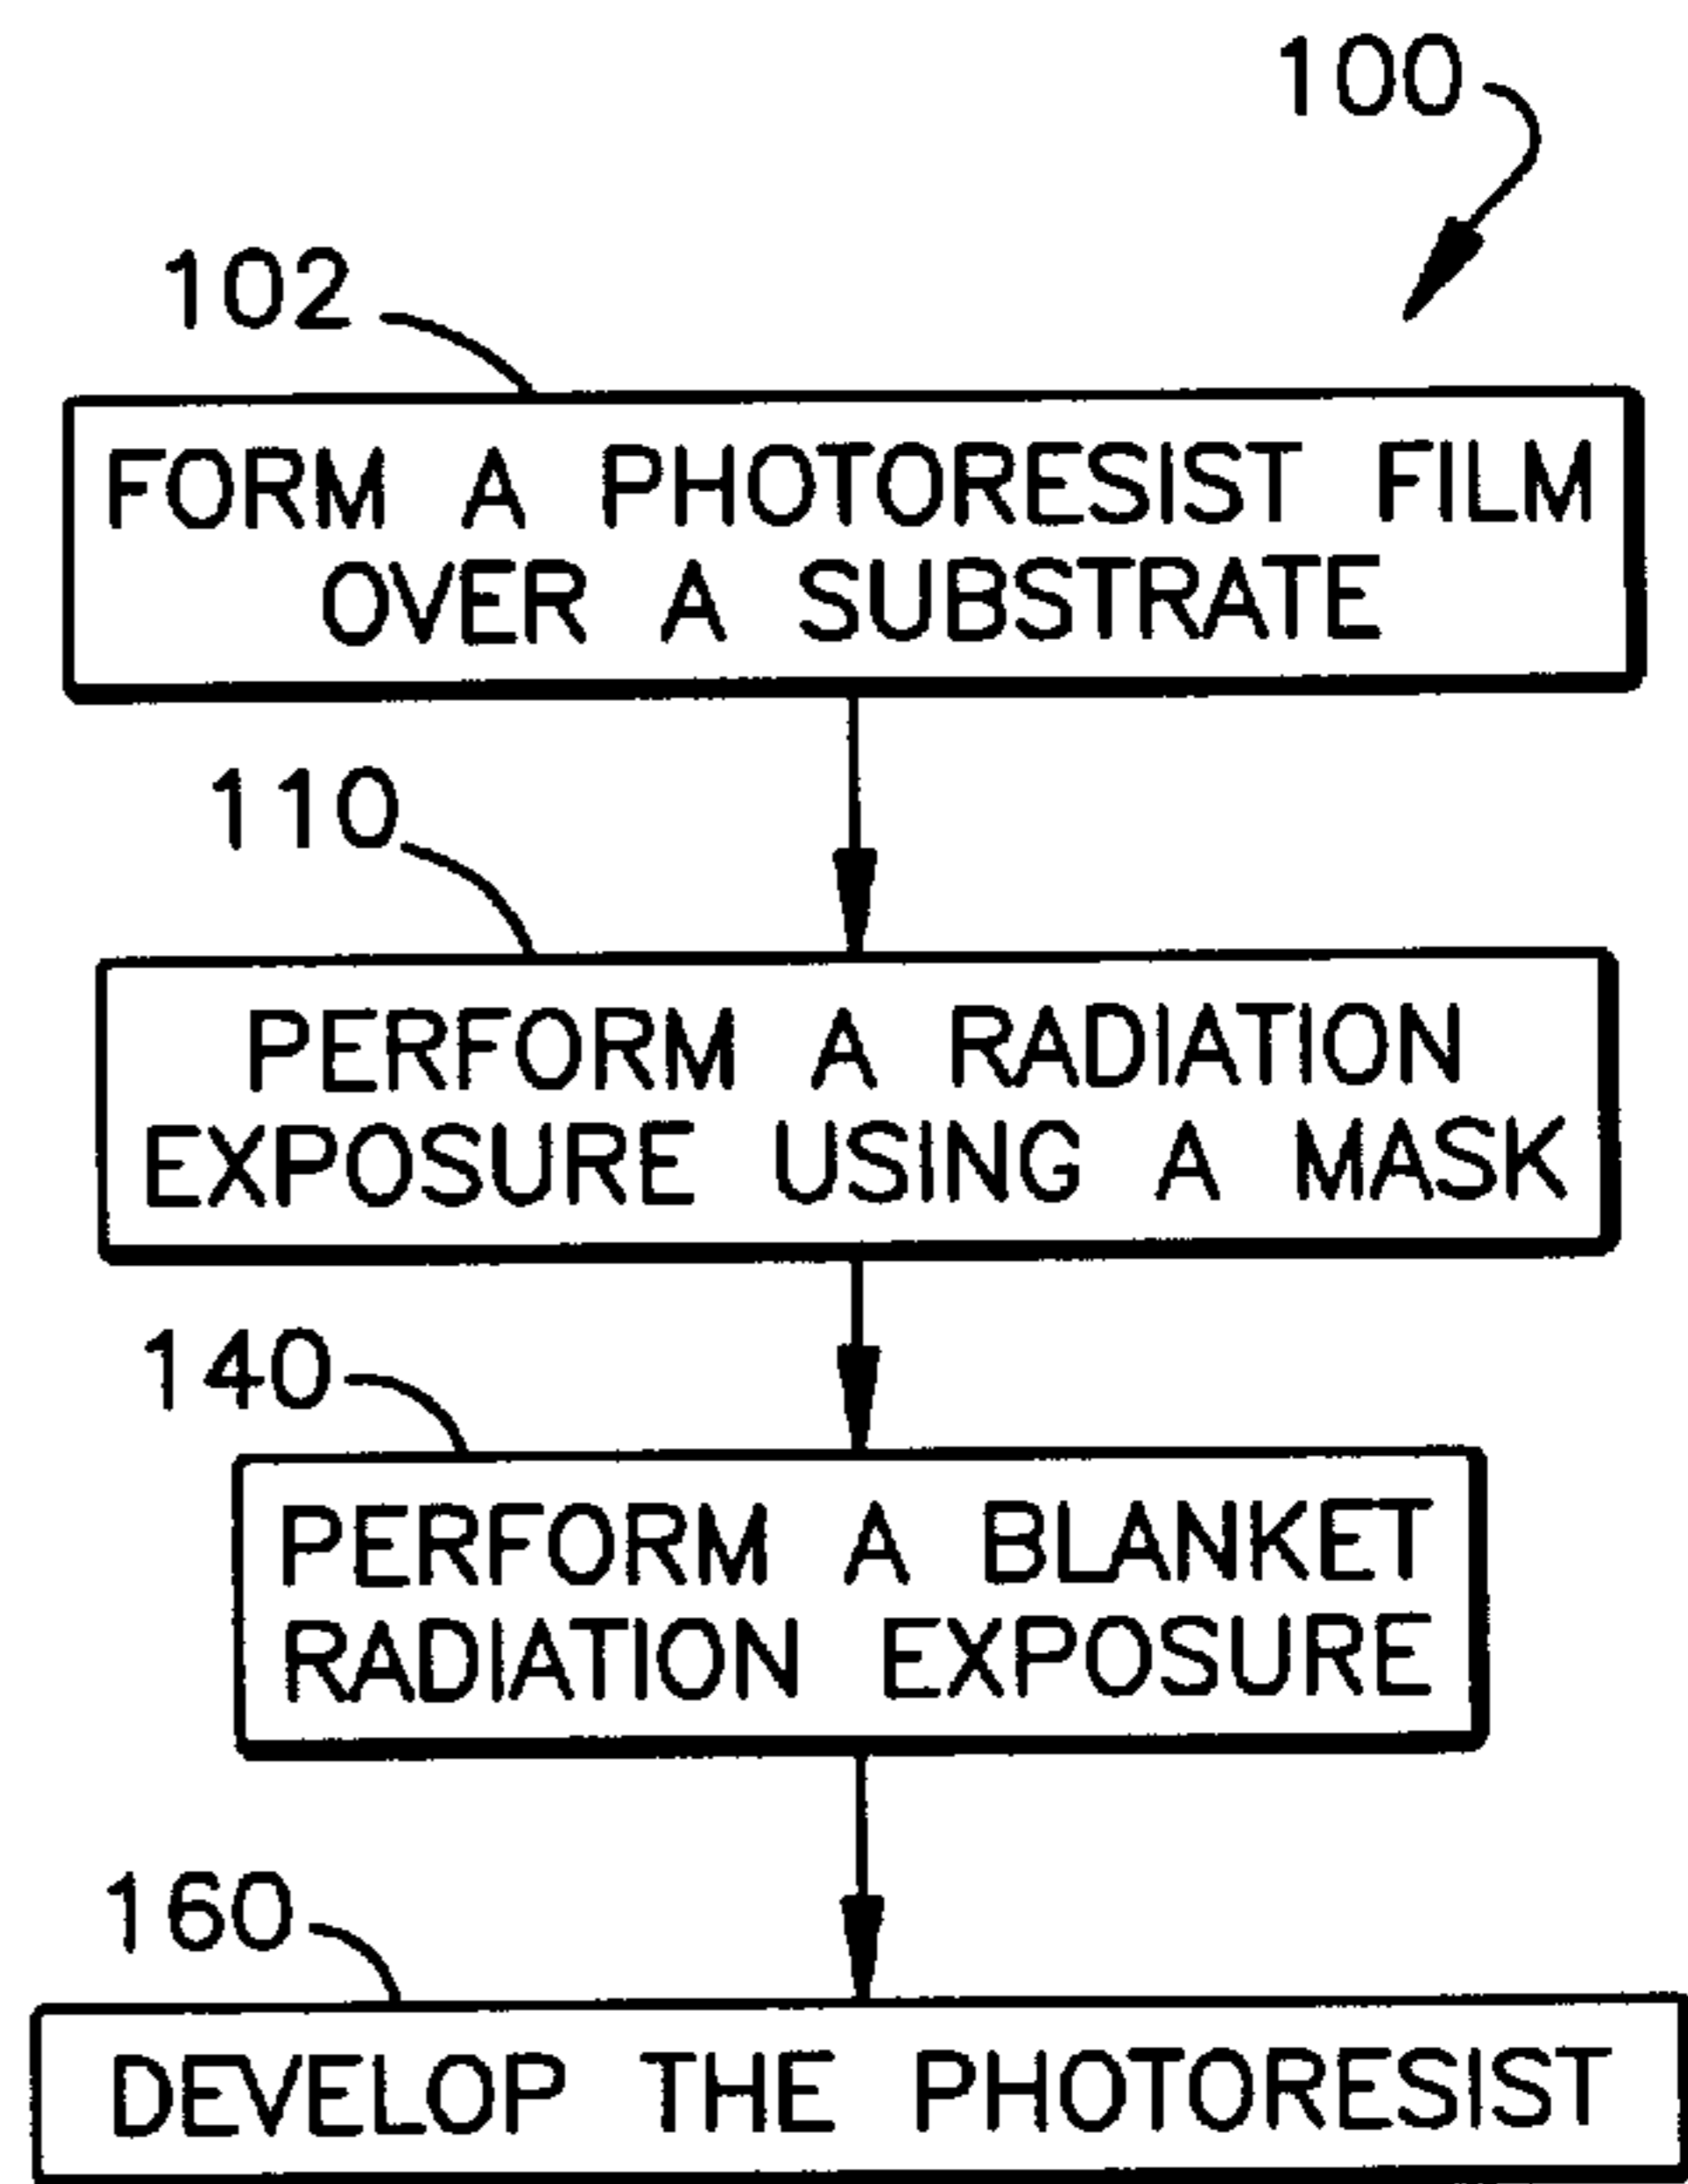 100
102
FORM A PHOTORESIST FILM
OVER A SUBSTRATE
110
PERFORM A RADIATION
EXPOSURE USING A MASK
140
PERFORM A BLANKET
RADIATION EXPOSURE
160
DEVELOP THE PHOTORESIST